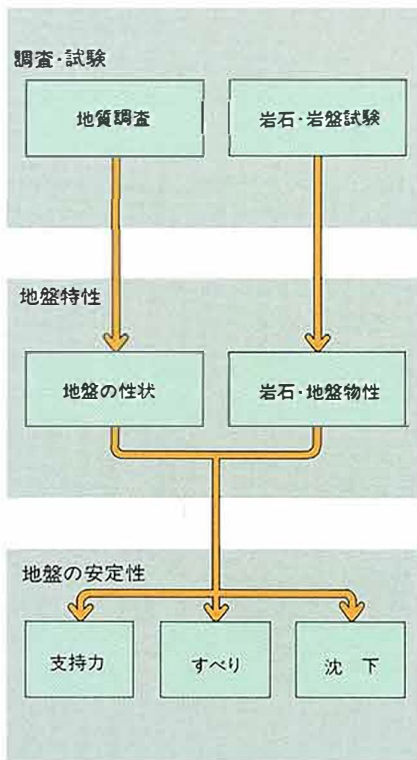 調査・試験
地質調査
岩石・岩盤試験
地盤特性
地盤の性状
岩石・地盤物性
地盤の安定性
支持力
すべり
沈　下